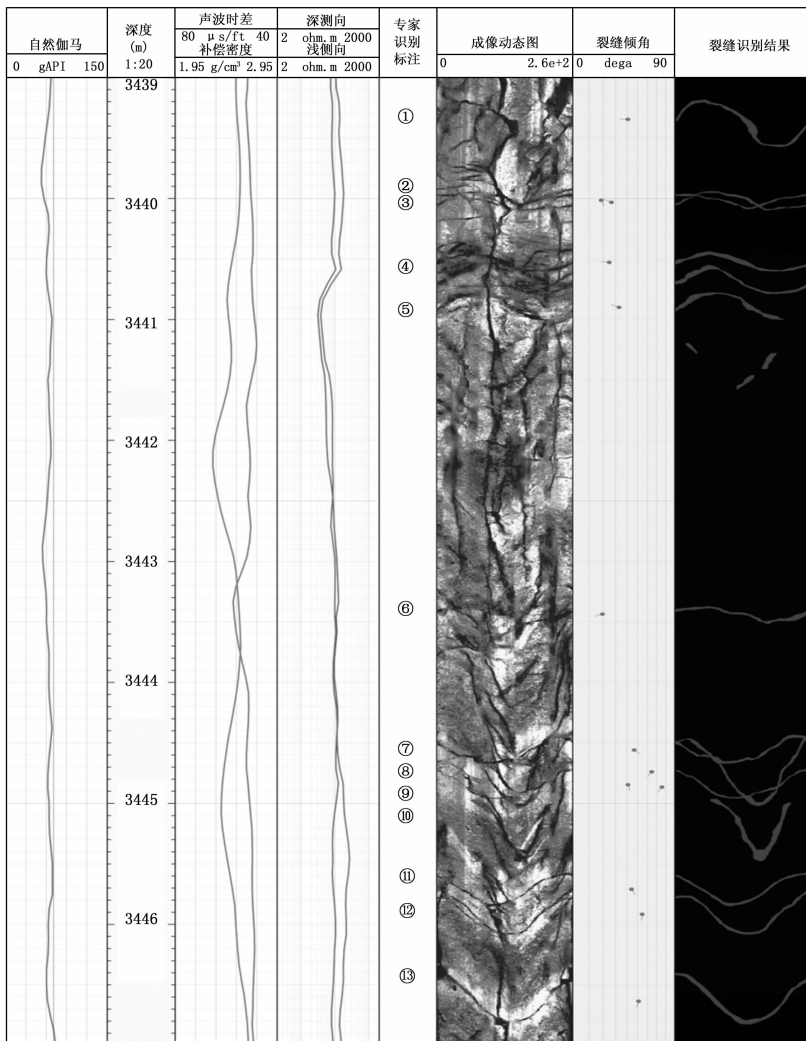 自然伽马
0 gAPI 150
深度
(m)
1:20
声波时差
80 μs/ft 40
补偿密度
1.95 g/cm³ 2.95
深测向
2 ohm.m 2000
浅侧向
2 ohm.m 2000
专家
识别
标注
成像动态图
0 2.6e+2
裂缝倾角
0 dega 90
裂缝识别结果
3439
3440
3441
3442
3443
3444
3445
3446
①
②
③
④
⑤
⑥
⑦
⑧
⑨
⑩
⑪
⑫
⑬